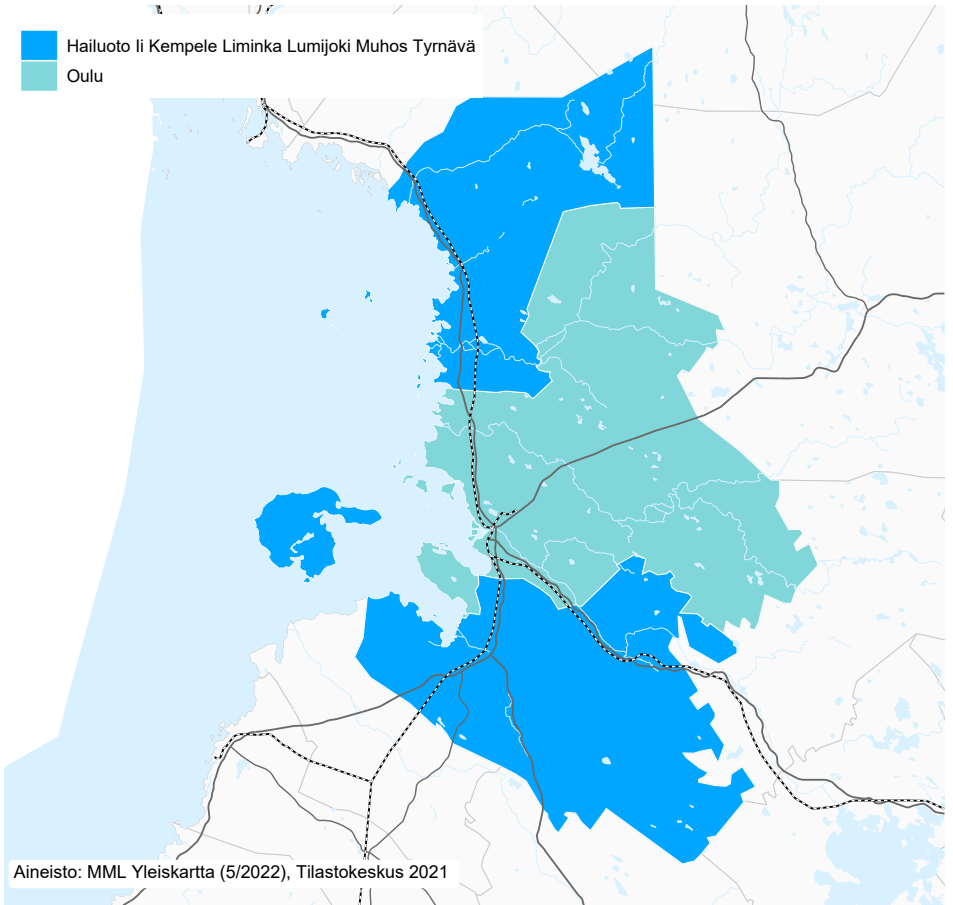 Hailuoto Ii Kempele Liminka Lumijoki Muhos Tyrnävä
Oulu
Aineisto: MML Yleiskartta (5/2022), Tilastokeskus 2021